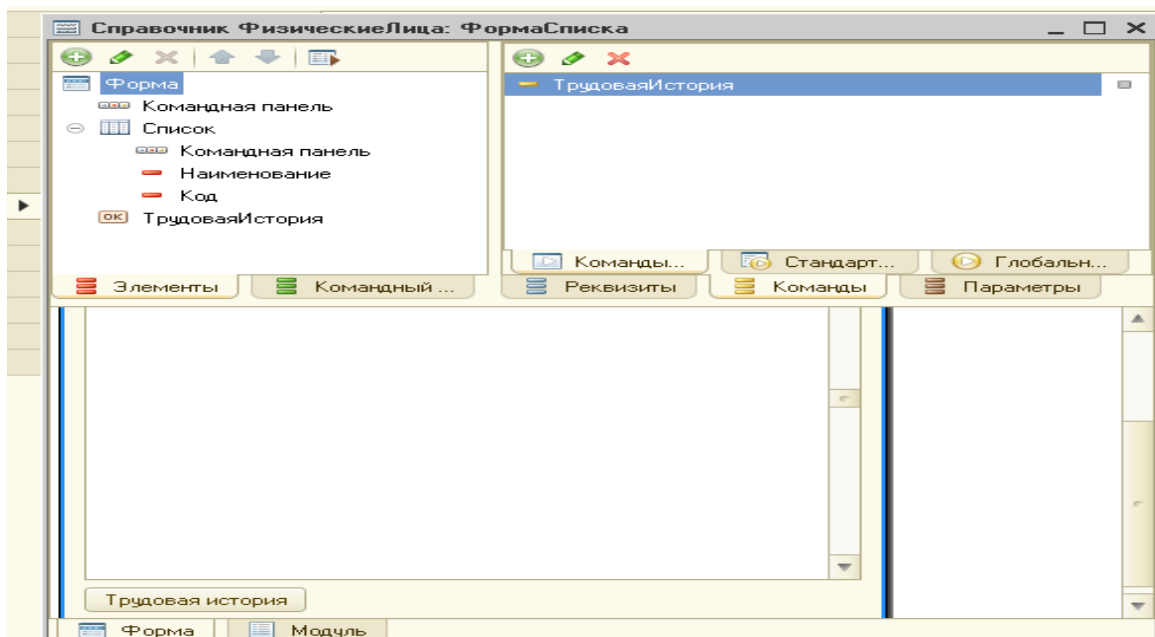 Справочник ФизическиеЛица: ФормаСписка
Форма
Командная панель
Список
Командная панель
Наименование
Код
OK ТрудоваяИстория
Элементы
Командный ...
ТрудоваяИстория
Команды...
Стандарт...
Глобальн...
Реквизиты
Команды
Параметры
Трудовая история
Форма
Модуль